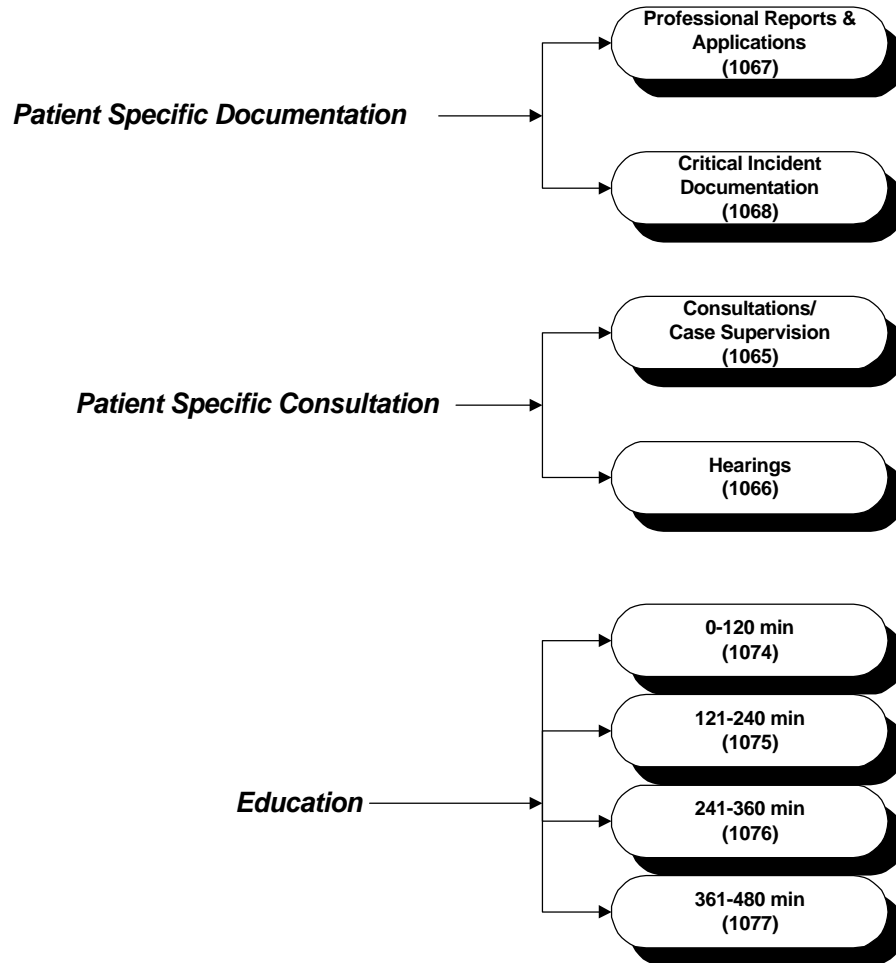 Professional Reports &
Applications
(1067)
Patient Specific Documentation
Critical Incident
Documentation
(1068)
Consultations/
Case Supervision
(1065)
Patient Specific Consultation
Hearings
(1066)
0-120 min
(1074)
121-240 min
(1075)
Education
241-360 min
(1076)
361-480 min
(1077)